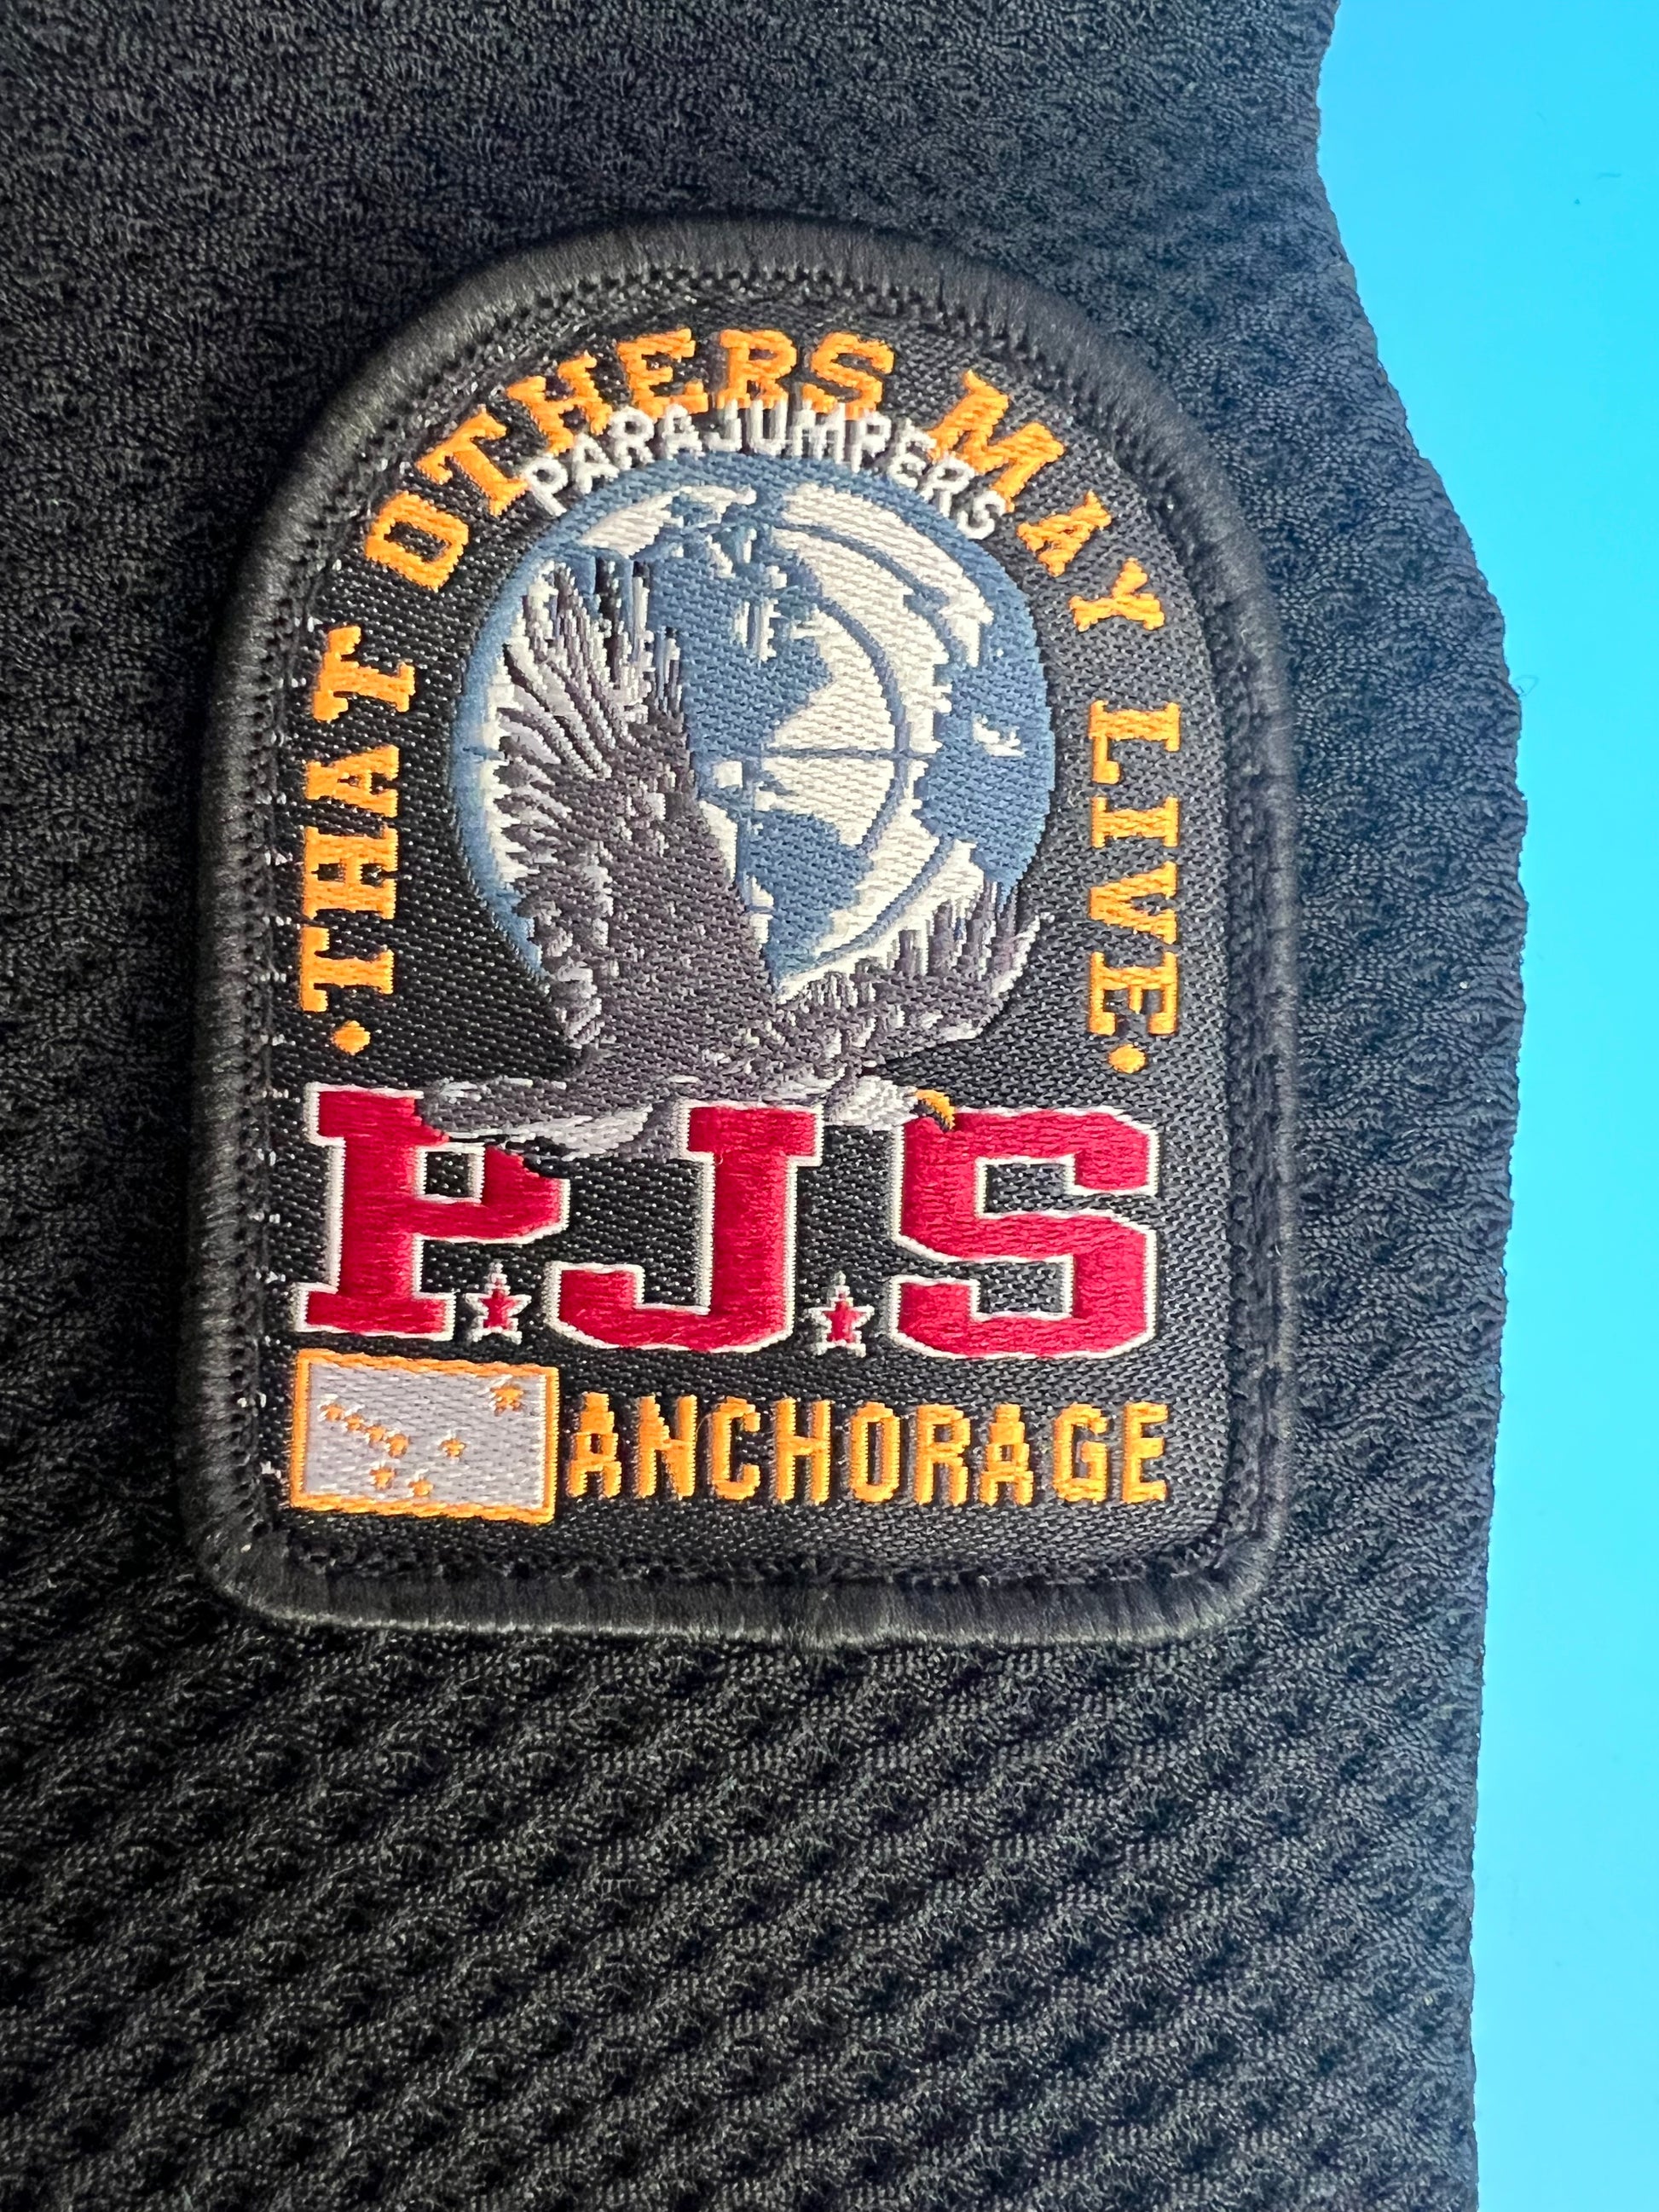 ·THAT OTHERS MAY LIVE·
PARAJUMPERS
P★J★S
ANCHORAGE